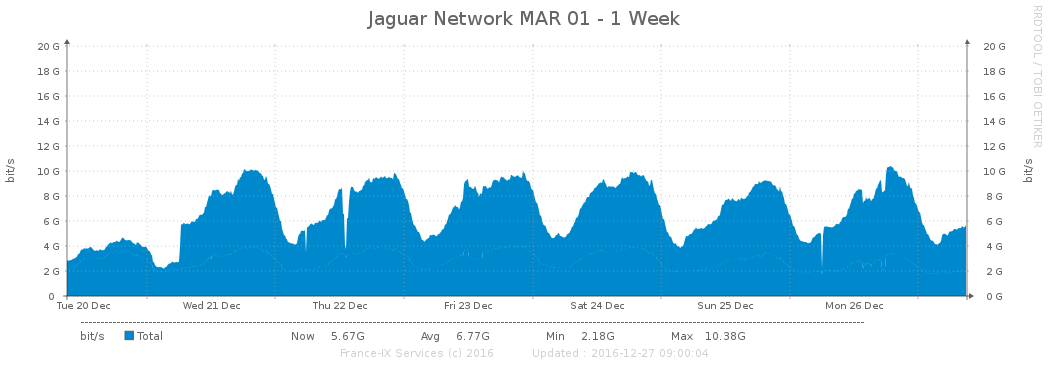 Jaguar Network MAR 01 - 1 Week
RRDTOOL / TOBI OETIKER
bit/s
20 G 20 G
18 G 18 G
16 G 16 G
14 G 14 G
12 G 12 G
10 G 10 G
8 G 8 G
6 G 6 G
4 G 4 G
2 G 2 G
0 0 G
bit/s
Tue 20 Dec Wed 21 Dec Thu 22 Dec Fri 23 Dec Sat 24 Dec Sun 25 Dec Mon 26 Dec
bit/s Total Now 5.67G Avg 6.77G Min 2.18G Max 10.38G
France-IX Services (c) 2016 Updated : 2016-12-27 09:00:04